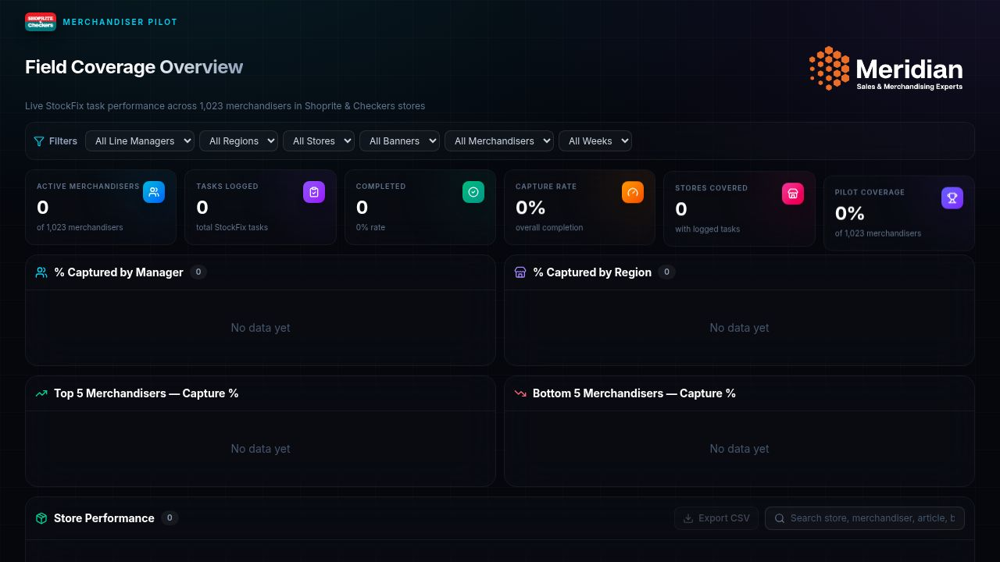 SHOPRITE
Checkers
MERCHANDISER PILOT
Field Coverage Overview
Meridian
Sales & Merchandising Experts
Live StockFix task performance across 1,023 merchandisers in Shoprite & Checkers stores
Filters
All Line Managers
All Regions
All Stores
All Banners
All Merchandisers
All Weeks
ACTIVE MERCHANDISERS
0
of 1,023 merchandisers
TASKS LOGGED
0
total StockFix tasks
COMPLETED
0
0% rate
CAPTURE RATE
0%
overall completion
STORES COVERED
0
with logged tasks
PILOT COVERAGE
0%
of 1,023 merchandisers
% Captured by Manager 0
No data yet
% Captured by Region 0
No data yet
Top 5 Merchandisers — Capture %
No data yet
Bottom 5 Merchandisers — Capture %
No data yet
Store Performance 0
Export CSV
Search store, merchandiser, article, b